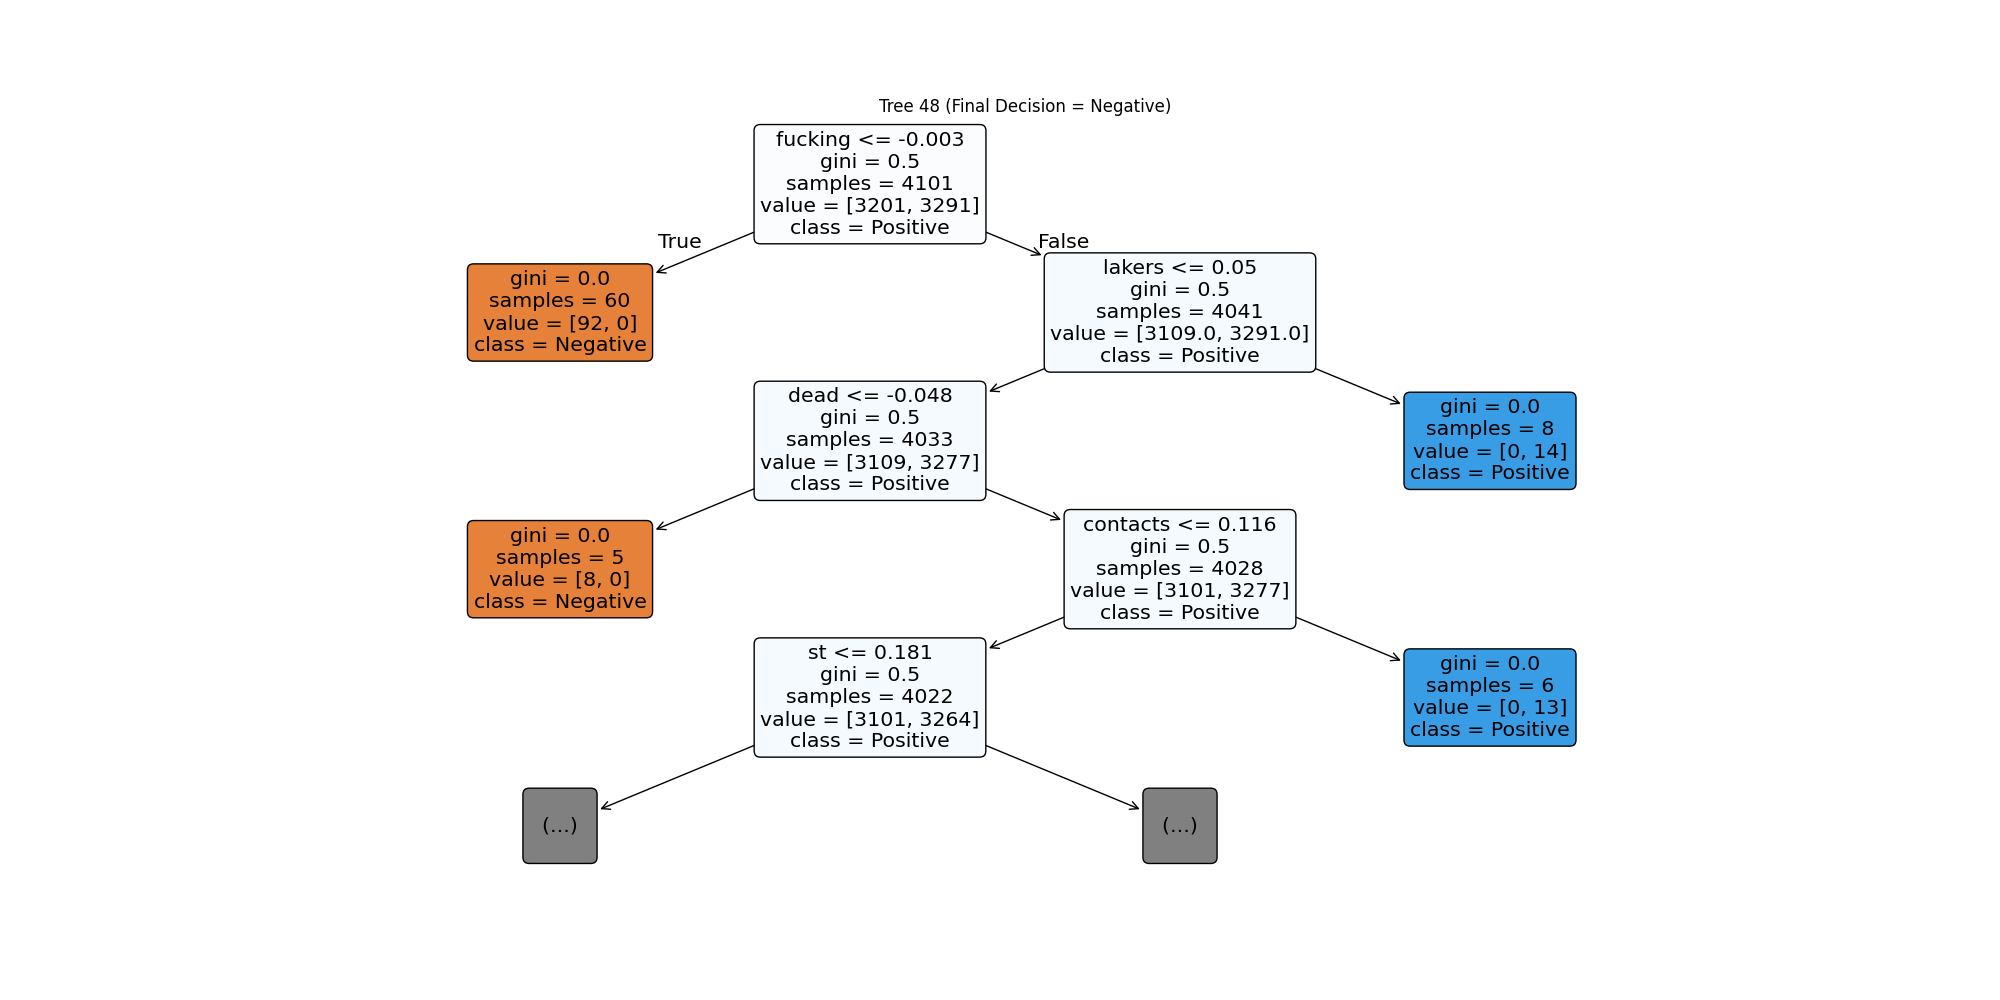 Tree 48 (Final Decision = Negative)
fucking <= -0.003
gini = 0.5
samples = 4101
value = [3201, 3291]
class = Positive
True
False
gini = 0.0
samples = 60
value = [92, 0]
class = Negative
lakers <= 0.05
gini = 0.5
samples = 4041
value = [3109.0, 3291.0]
class = Positive
dead <= -0.048
gini = 0.5
samples = 4033
value = [3109, 3277]
class = Positive
gini = 0.0
samples = 8
value = [0, 14]
class = Positive
gini = 0.0
samples = 5
value = [8, 0]
class = Negative
contacts <= 0.116
gini = 0.5
samples = 4028
value = [3101, 3277]
class = Positive
st <= 0.181
gini = 0.5
samples = 4022
value = [3101, 3264]
class = Positive
gini = 0.0
samples = 6
value = [0, 13]
class = Positive
(...)
(...)